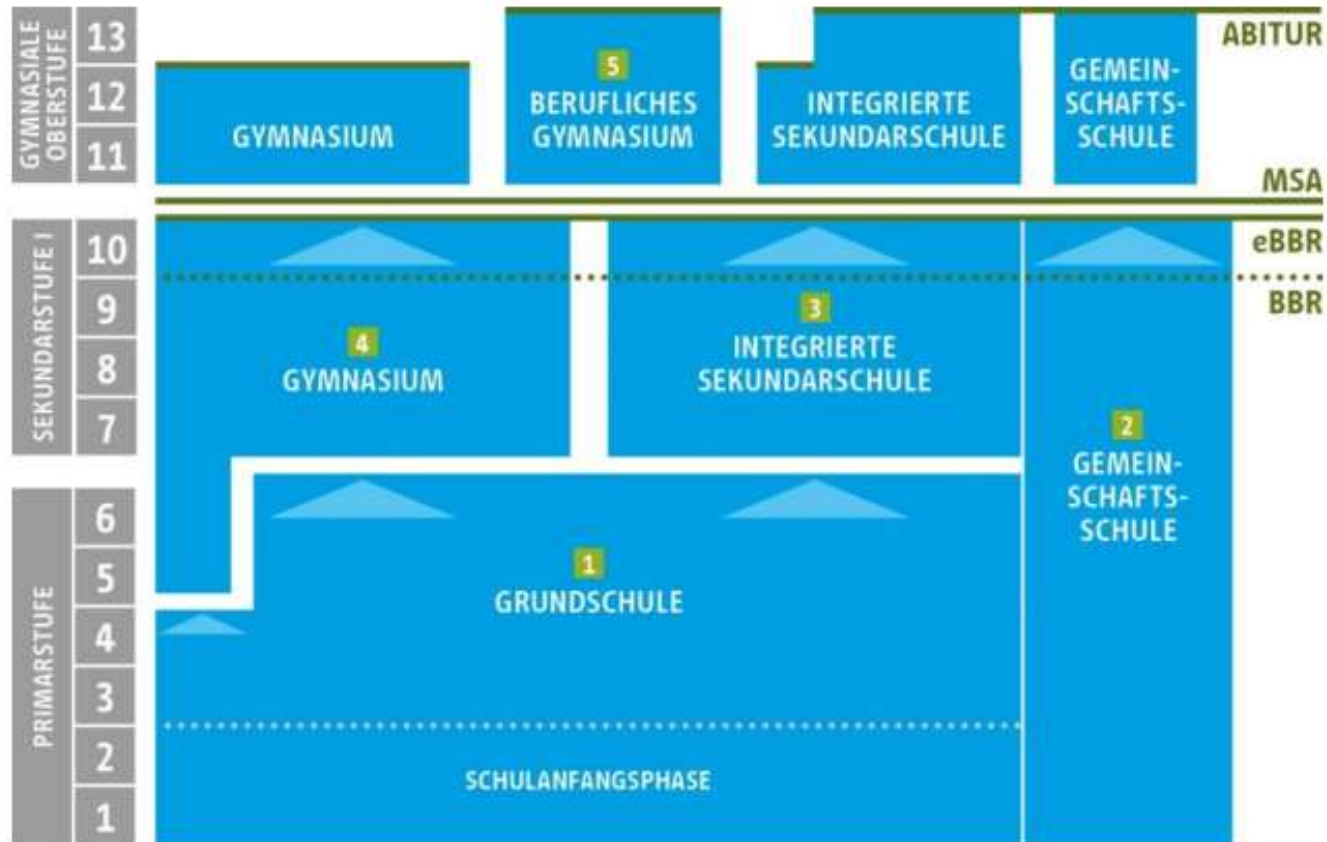 GYMNASIALE
OBERSTUFE
13
12
11
GYMNASIUM
5
BERUFLICHES
GYMNASIUM
INTEGRIERTE
SEKUNDARSCHULE
GEMEIN-
SCHAFTS-
SCHULE
ABITUR
MSA
SEKUNDARSTUFE I
10
9
8
7
4
GYMNASIUM
3
INTEGRIERTE
SEKUNDARSCHULE
eBBR
BBR
2
GEMEIN-
SCHAFTS-
SCHULE
PRIMARSTUFE
6
5
4
3
2
1
1
GRUNDSCHULE
SCHULANFANGSPHASE